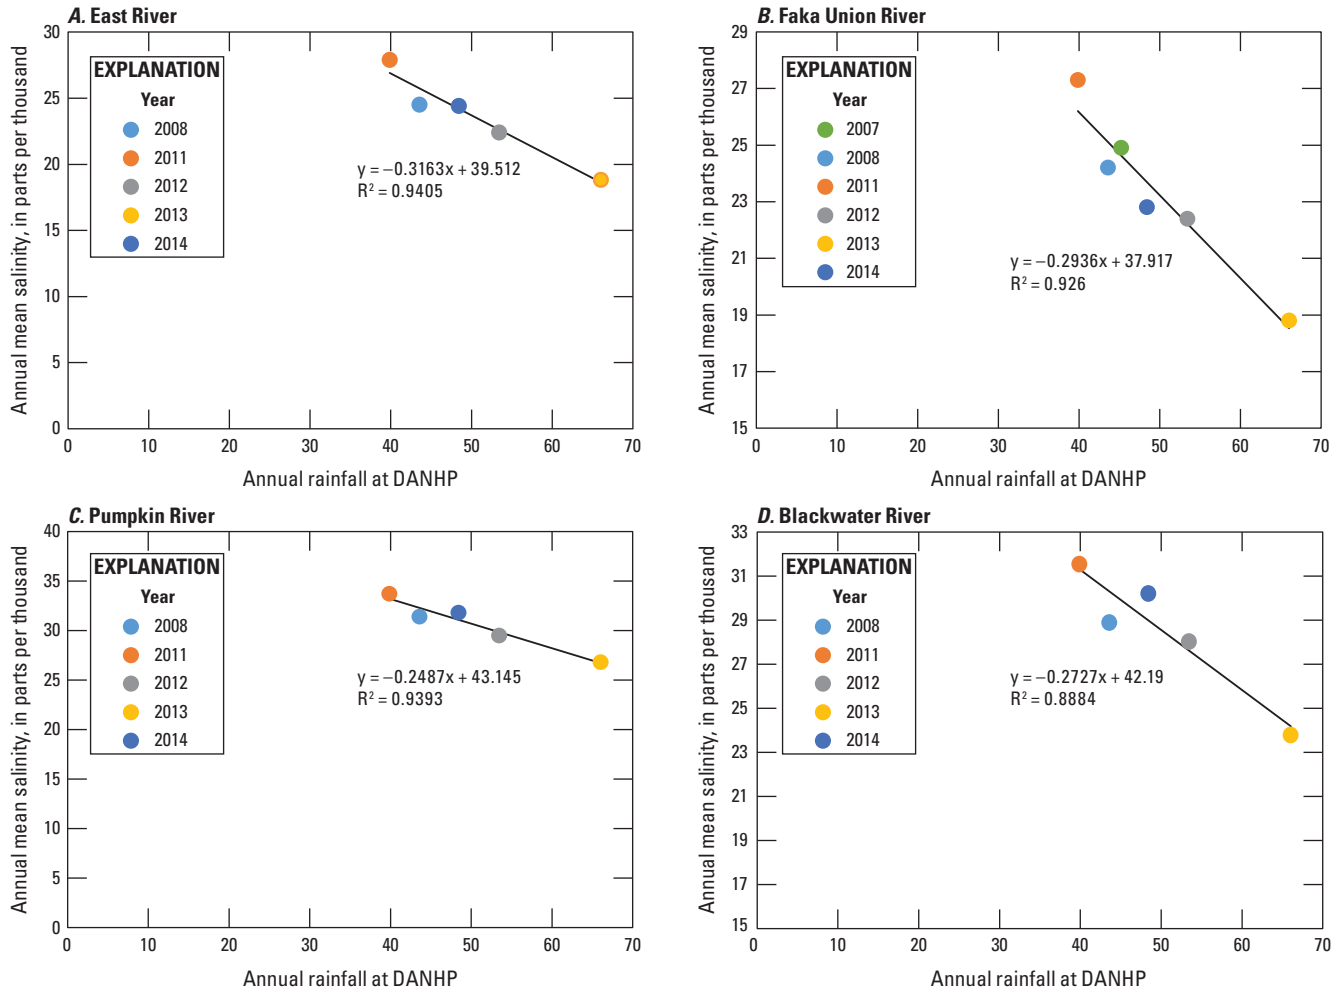 A. East River
Annual mean salinity, in parts per thousand
30
25
20
15
10
5
0
EXPLANATION
Year
2008
2011
2012
2013
2014
y = –0.3163x + 39.512
R² = 0.9405
0 10 20 30 40 50 60 70
Annual rainfall at DANHP
B. Faka Union River
Annual mean salinity, in parts per thousand
29
27
25
23
21
19
17
15
EXPLANATION
Year
2007
2008
2011
2012
2013
2014
y = –0.2936x + 37.917
R² = 0.926
0 10 20 30 40 50 60 70
Annual rainfall at DANHP
C. Pumpkin River
Annual mean salinity, in parts per thousand
40
35
30
25
20
15
10
5
0
EXPLANATION
Year
2008
2011
2012
2013
2014
y = –0.2487x + 43.145
R² = 0.9393
0 10 20 30 40 50 60 70
Annual rainfall at DANHP
D. Blackwater River
Annual mean salinity, in parts per thousand
33
31
29
27
25
23
21
29
17
15
EXPLANATION
Year
2008
2011
2012
2013
2014
y = –0.2727x + 42.19
R² = 0.8884
0 10 20 30 40 50 60 70
Annual rainfall at DANHP